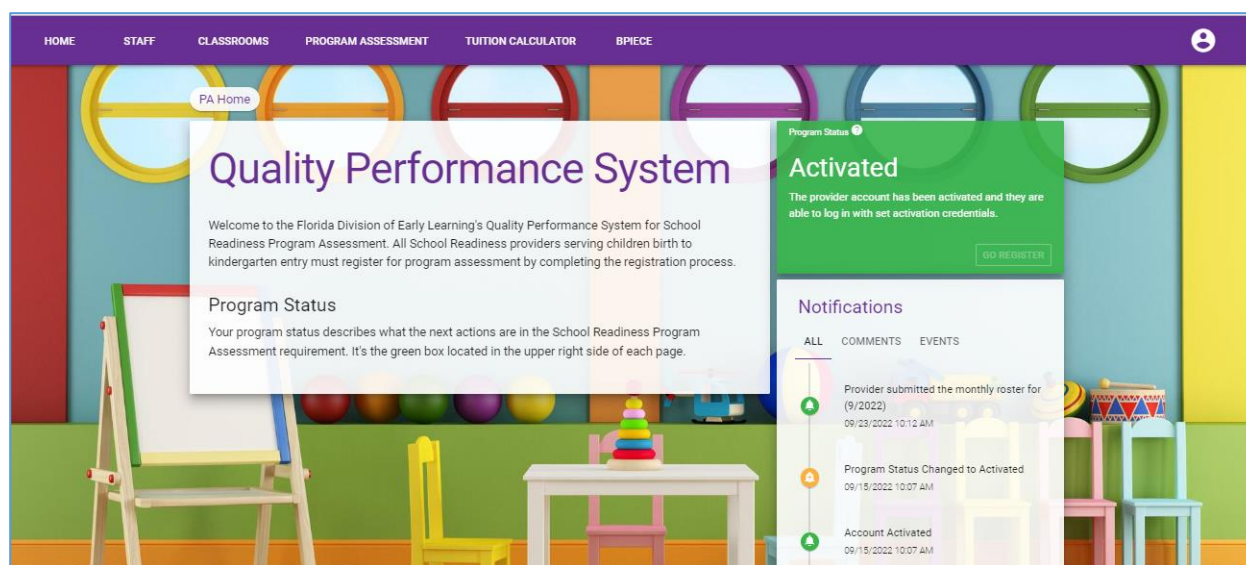 HOME STAFF CLASSROOMS PROGRAM ASSESSMENT TUITION CALCULATOR BPIECE
PA Home
Quality Performance System
Welcome to the Florida Division of Early Learning's Quality Performance System for School
Readiness Program Assessment. All School Readiness providers serving children birth to
kindergarten entry must register for program assessment by completing the registration process.
Program Status
Your program status describes what the next actions are in the School Readiness Program
Assessment requirement. It's the green box located in the upper right side of each page.
Program Status ?
Activated
The provider account has been activated and they are
able to log in with set activation credentials.
GO REGISTER
Notifications
ALL COMMENTS EVENTS
Provider submitted the monthly roster for
(9/2022)
09/23/2022 10:12 AM
Program Status Changed to Activated
09/15/2022 10:07 AM
Account Activated
09/15/2022 10:07 AM